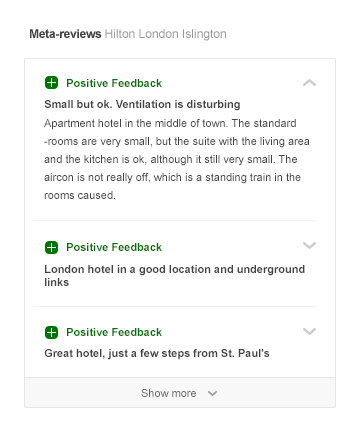 Meta-reviews Hilton London Islington
Positive Feedback
Small but ok. Ventilation is disturbing
Apartment hotel in the middle of town. The standard
-rooms are very small, but the suite with the living area
and the kitchen is ok, although it still very small. The
aircon is not really off, which is a standing train in the
rooms caused.
Positive Feedback
London hotel in a good location and underground
links
Positive Feedback
Great hotel, just a few steps from St. Paul's
Show more